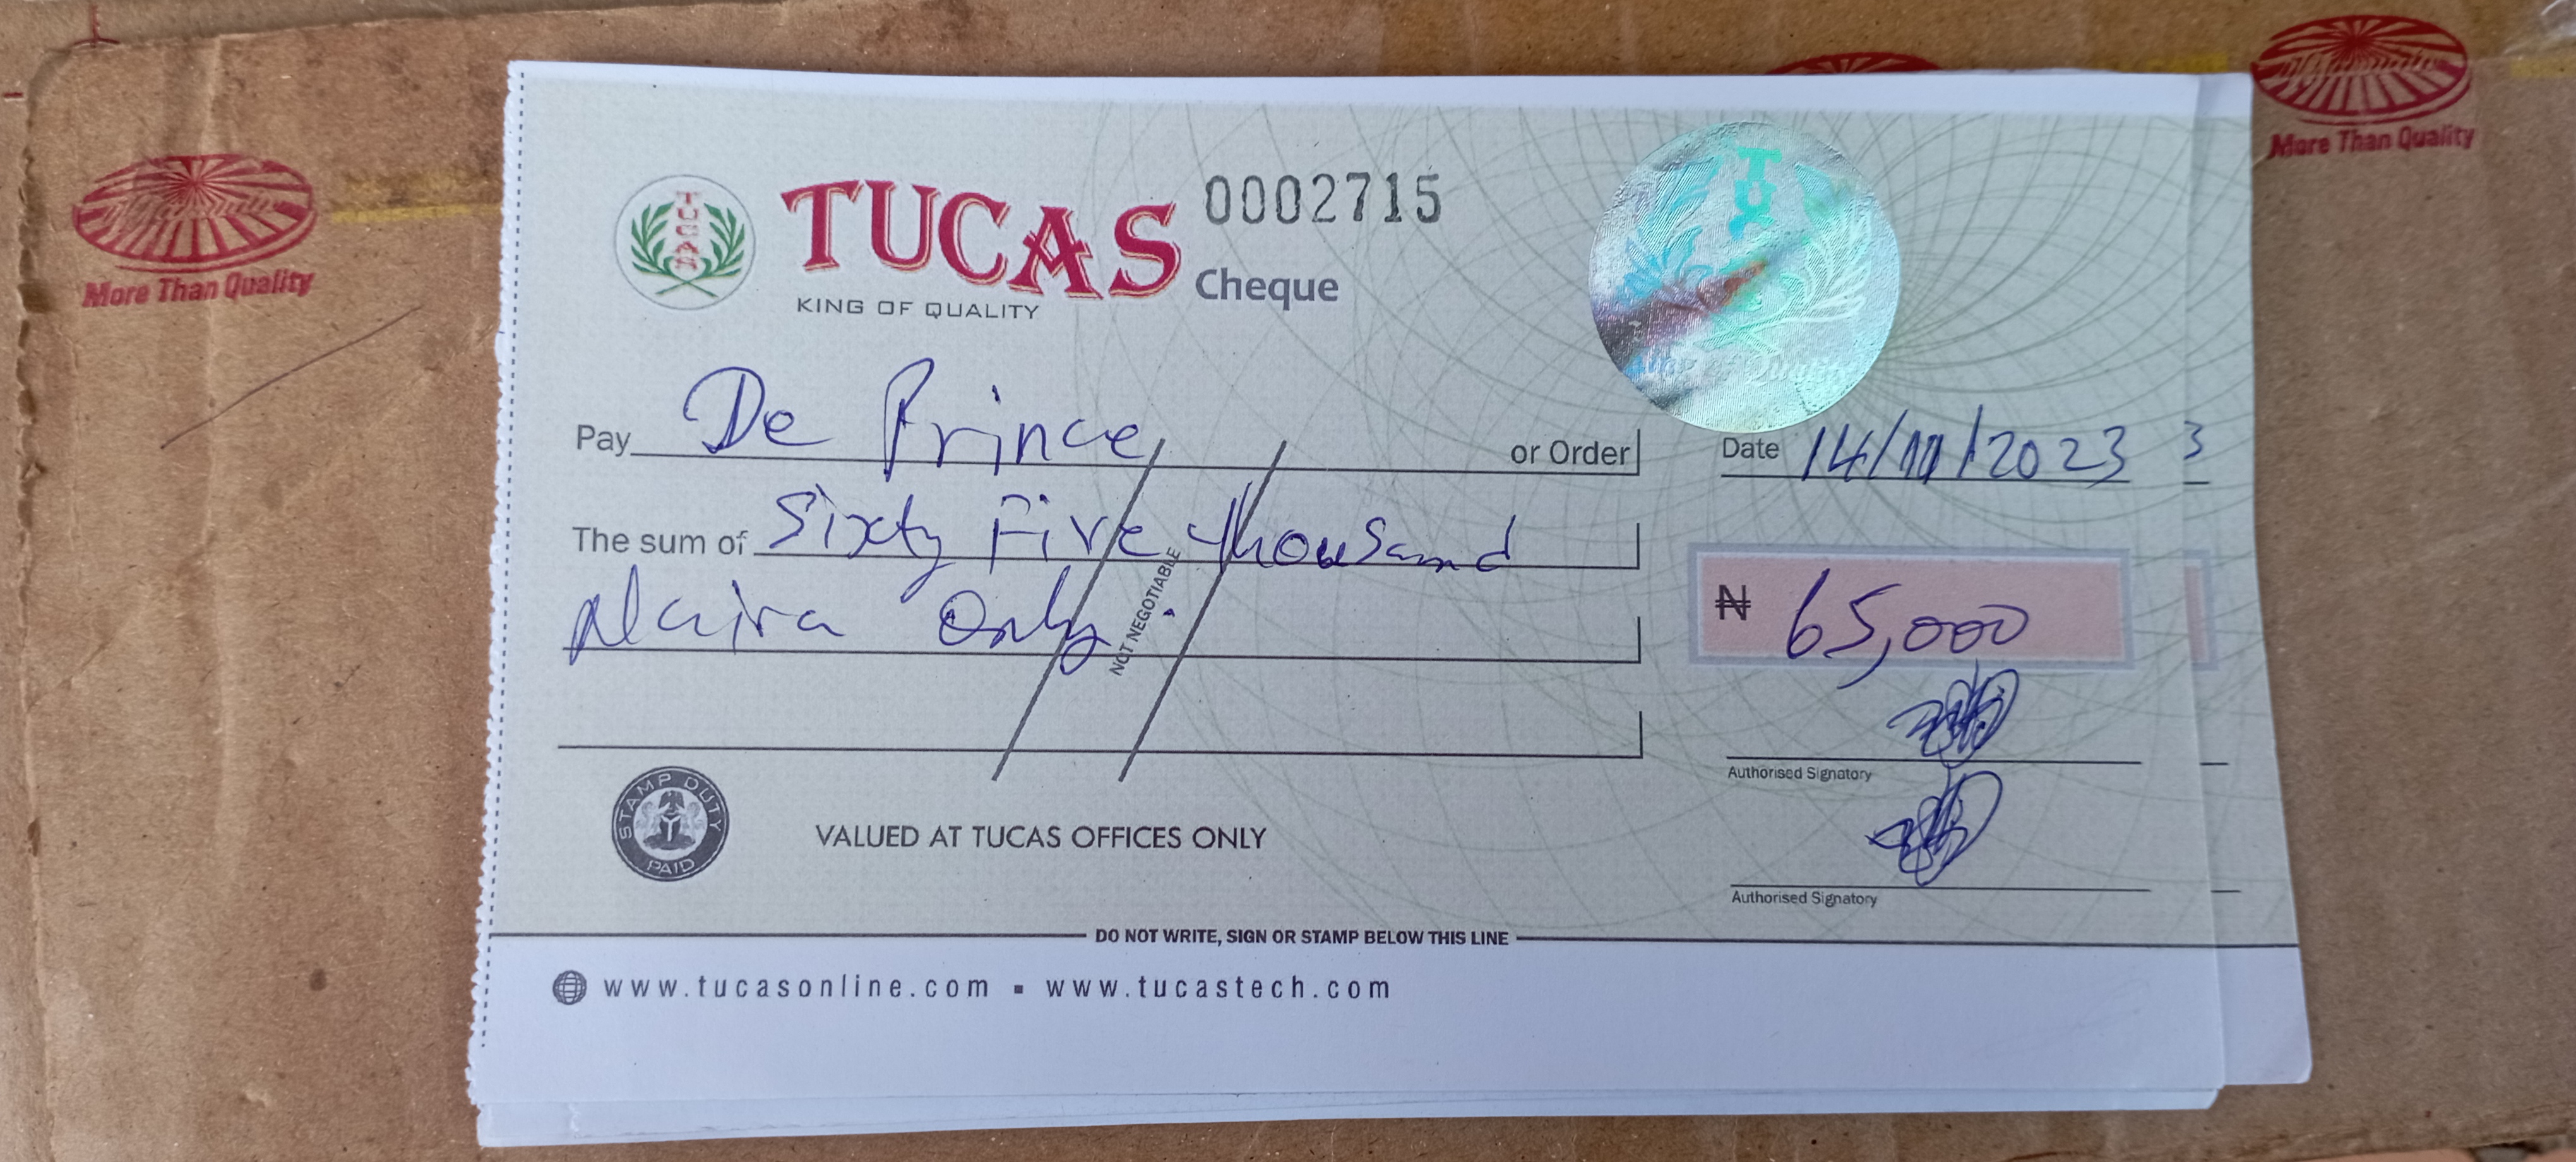 More Than Quality
More Than Quality
TUCAS
TUCAS 0002715
KING OF QUALITY
Cheque
Pay De Prince or Order
Date 14/11/2023 3
The sum of Sixty Five thousand
Naira Only.
NOT NEGOTIABLE
₦ 65,000
Authorised Signatory
STAMP DUTY
PAID
VALUED AT TUCAS OFFICES ONLY
Authorised Signatory
DO NOT WRITE, SIGN OR STAMP BELOW THIS LINE
www.tucasonline.com ▪ www.tucastech.com